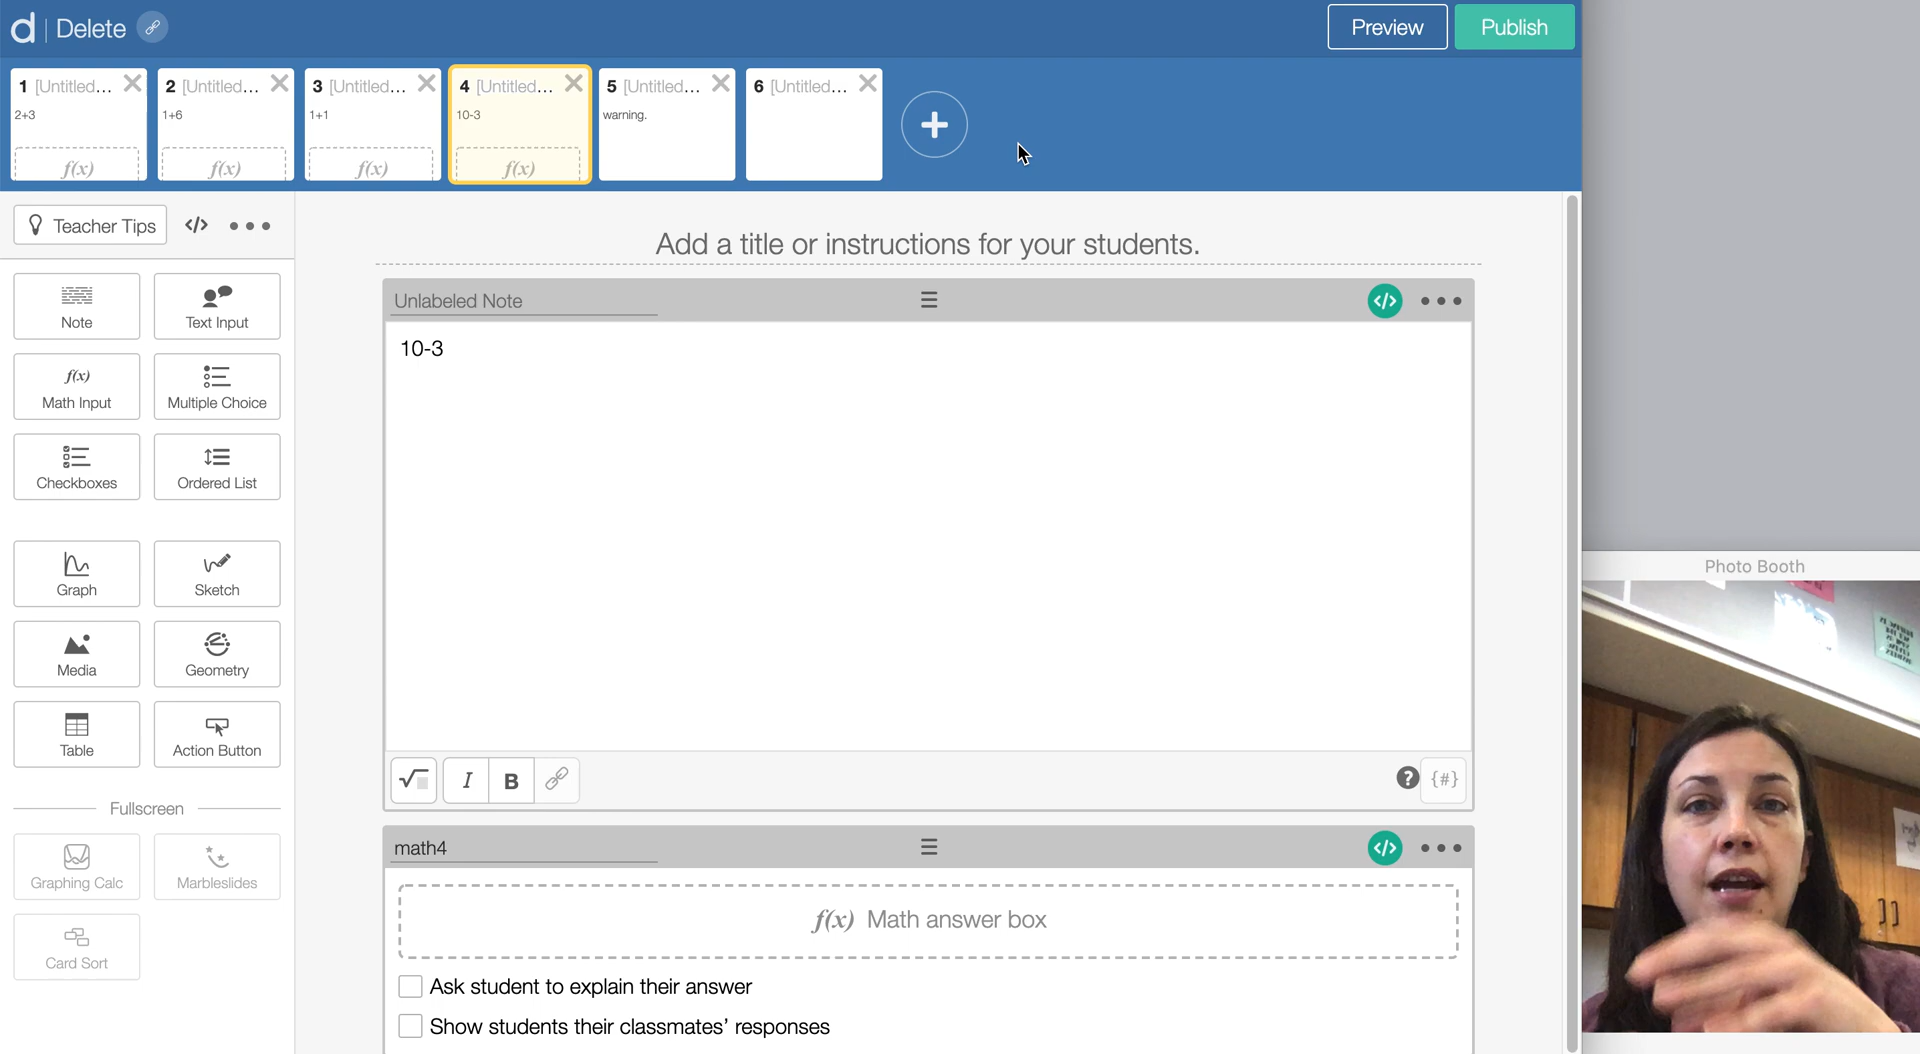 d | Delete
Preview
Publish
1 [Untitled...
2+3
f(x)
2 [Untitled...
1+6
f(x)
3 [Untitled...
1+1
f(x)
4 [Untitled...
10-3
f(x)
5 [Untitled...
warning.
6 [Untitled...
+
Teacher Tips
</>
Add a title or instructions for your students.
Note
Text Input
f(x)
Math Input
Multiple Choice
Checkboxes
Ordered List
Graph
Sketch
Media
Geometry
Table
Action Button
Fullscreen
Graphing Calc
Marbleslides
Card Sort
Unlabeled Note
</>
10-3
I
B
?
{#}
math4
</>
f(x) Math answer box
Ask student to explain their answer
Show students their classmates’ responses
Photo Booth